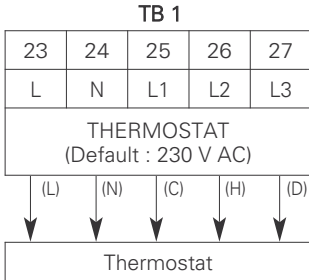 TB 1
23 24 25 26 27
L N L1 L2 L3
THERMOSTAT
(Default : 230 V AC)
(L) (N) (C) (H) (D)
Thermostat